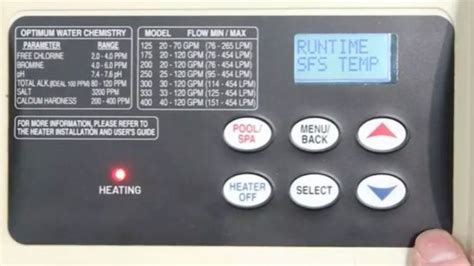 OPTIMUM WATER CHEMISTRY
PARAMETER RANGE
FREE CHLORINE 2.0 - 4.0 PPM
BROMINE 4.0 - 6.0 PPM
pH 7.4 - 7.6 pH
TOTAL ALK.(IDEAL 100 PPM) 80 - 120 PPM
SALT 3200 PPM
CALCIUM HARDNESS 200 - 400 PPM
MODEL FLOW MIN / MAX
125 20 - 70 GPM (76 - 265 LPM)
175 20 - 120 GPM (76 - 454 LPM)
200 20 - 120 GPM (76 - 454 LPM)
250 25 - 120 GPM (95 - 454 LPM)
300 30 - 120 GPM (114 - 454 LPM)
350 35 - 120 GPM (131 - 454 LPM)
400 40 - 120 GPM (151 - 454 LPM)
FOR MORE INFORMATION, PLEASE REFER TO
THE HEATER INSTALLATION AND USER'S GUIDE
RUNTIME
SFS TEMP
POOL/
SPA
MENU/
BACK
HEATING
HEATER
OFF
SELECT